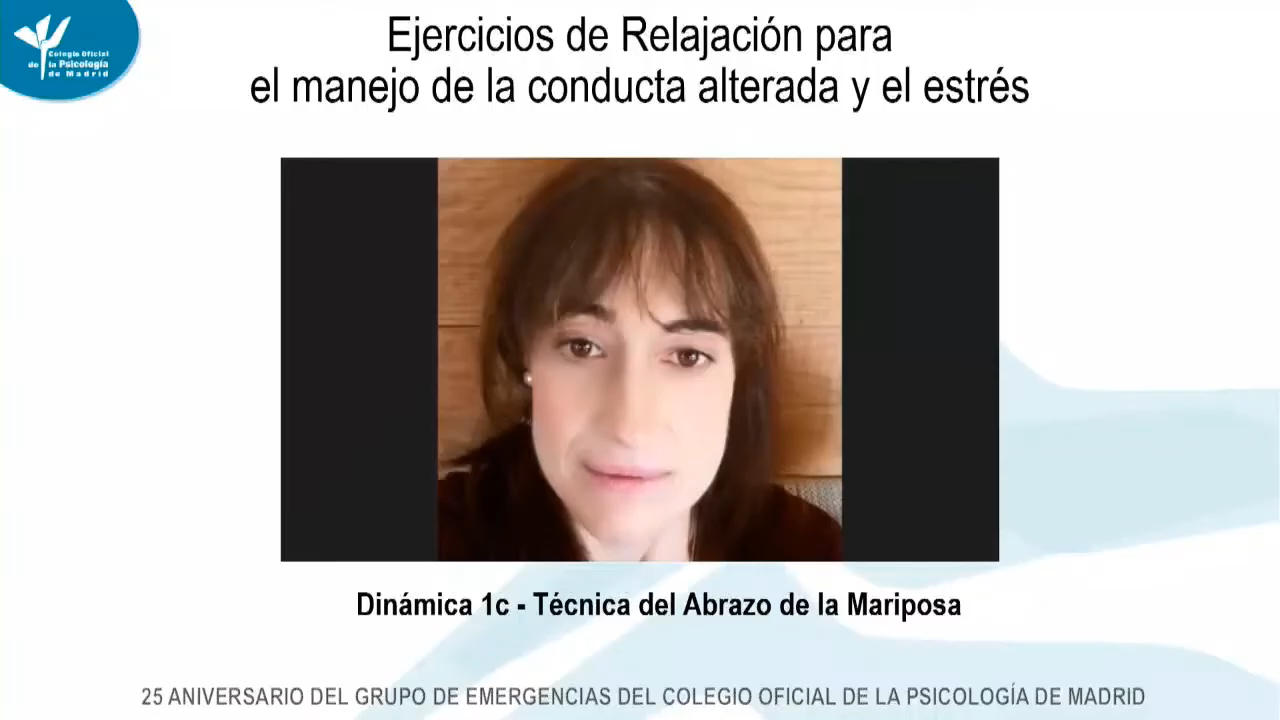 Colegio Oficial
de la Psicología
de Madrid
Ejercicios de Relajación para
el manejo de la conducta alterada y el estrés
Dinámica 1c - Técnica del Abrazo de la Mariposa
25 ANIVERSARIO DEL GRUPO DE EMERGENCIAS DEL COLEGIO OFICIAL DE LA PSICOLOGÍA DE MADRID